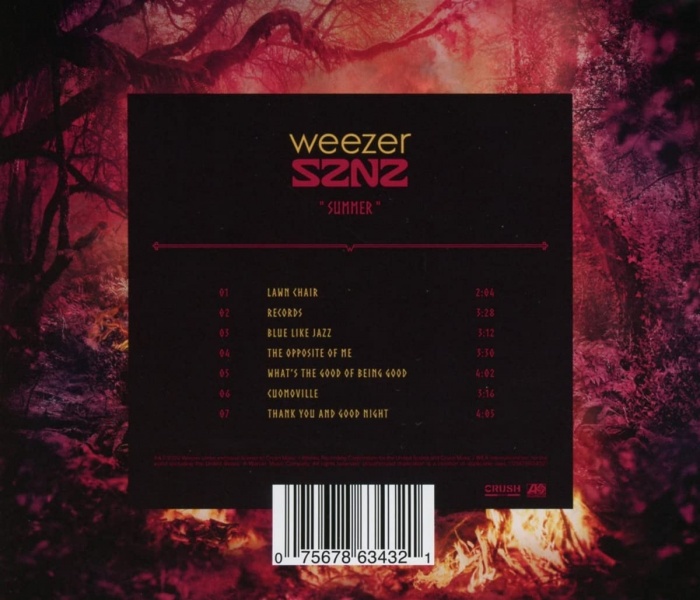 weezer
SZNZ
"SUMMER"
01 LAWN CHAIR 2:04
02 RECORDS 3:28
03 BLUE LIKE JAZZ 3:12
04 THE OPPOSITE OF ME 3:30
05 WHAT'S THE GOOD OF BEING GOOD 4:02
06 CUOMOVILLE 3:16
07 THANK YOU AND GOOD NIGHT 4:05
CRUSH
0 75678 63432 1